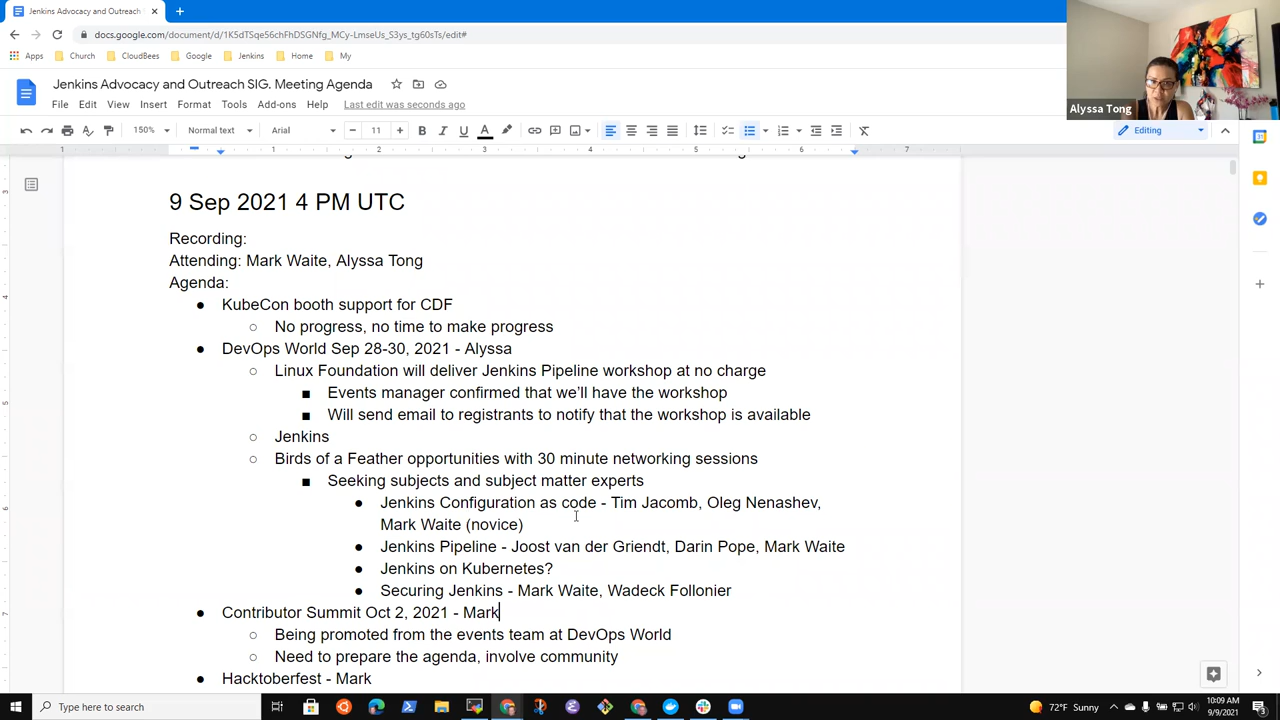 Jenkins Advocacy and Outreach S
docs.google.com/document/d/1K5dTSqe56chFhDSGNfg_MCy-LmseUs_S3ys_tg60sTs/edit#
Apps Church CloudBees Google Jenkins Home My
Jenkins Advocacy and Outreach SIG. Meeting Agenda
File Edit View Insert Format Tools Add-ons Help Last edit was seconds ago
Alyssa Tong
150% Normal text Arial 11 Editing
1 1 2 3 4 5 6 7
9 Sep 2021 4 PM UTC
Recording:
Attending: Mark Waite, Alyssa Tong
Agenda:
● KubeCon booth support for CDF
○ No progress, no time to make progress
● DevOps World Sep 28-30, 2021 - Alyssa
○ Linux Foundation will deliver Jenkins Pipeline workshop at no charge
■ Events manager confirmed that we'll have the workshop
■ Will send email to registrants to notify that the workshop is available
○ Jenkins
○ Birds of a Feather opportunities with 30 minute networking sessions
■ Seeking subjects and subject matter experts
● Jenkins Configuration as code - Tim Jacomb, Oleg Nenashev,
Mark Waite (novice)
● Jenkins Pipeline - Joost van der Griendt, Darin Pope, Mark Waite
● Jenkins on Kubernetes?
● Securing Jenkins - Mark Waite, Wadeck Follonier
● Contributor Summit Oct 2, 2021 - Mark
○ Being promoted from the events team at DevOps World
○ Need to prepare the agenda, involve community
● Hacktoberfest - Mark
Type here to search
72°F Sunny
10:09 AM
9/9/2021